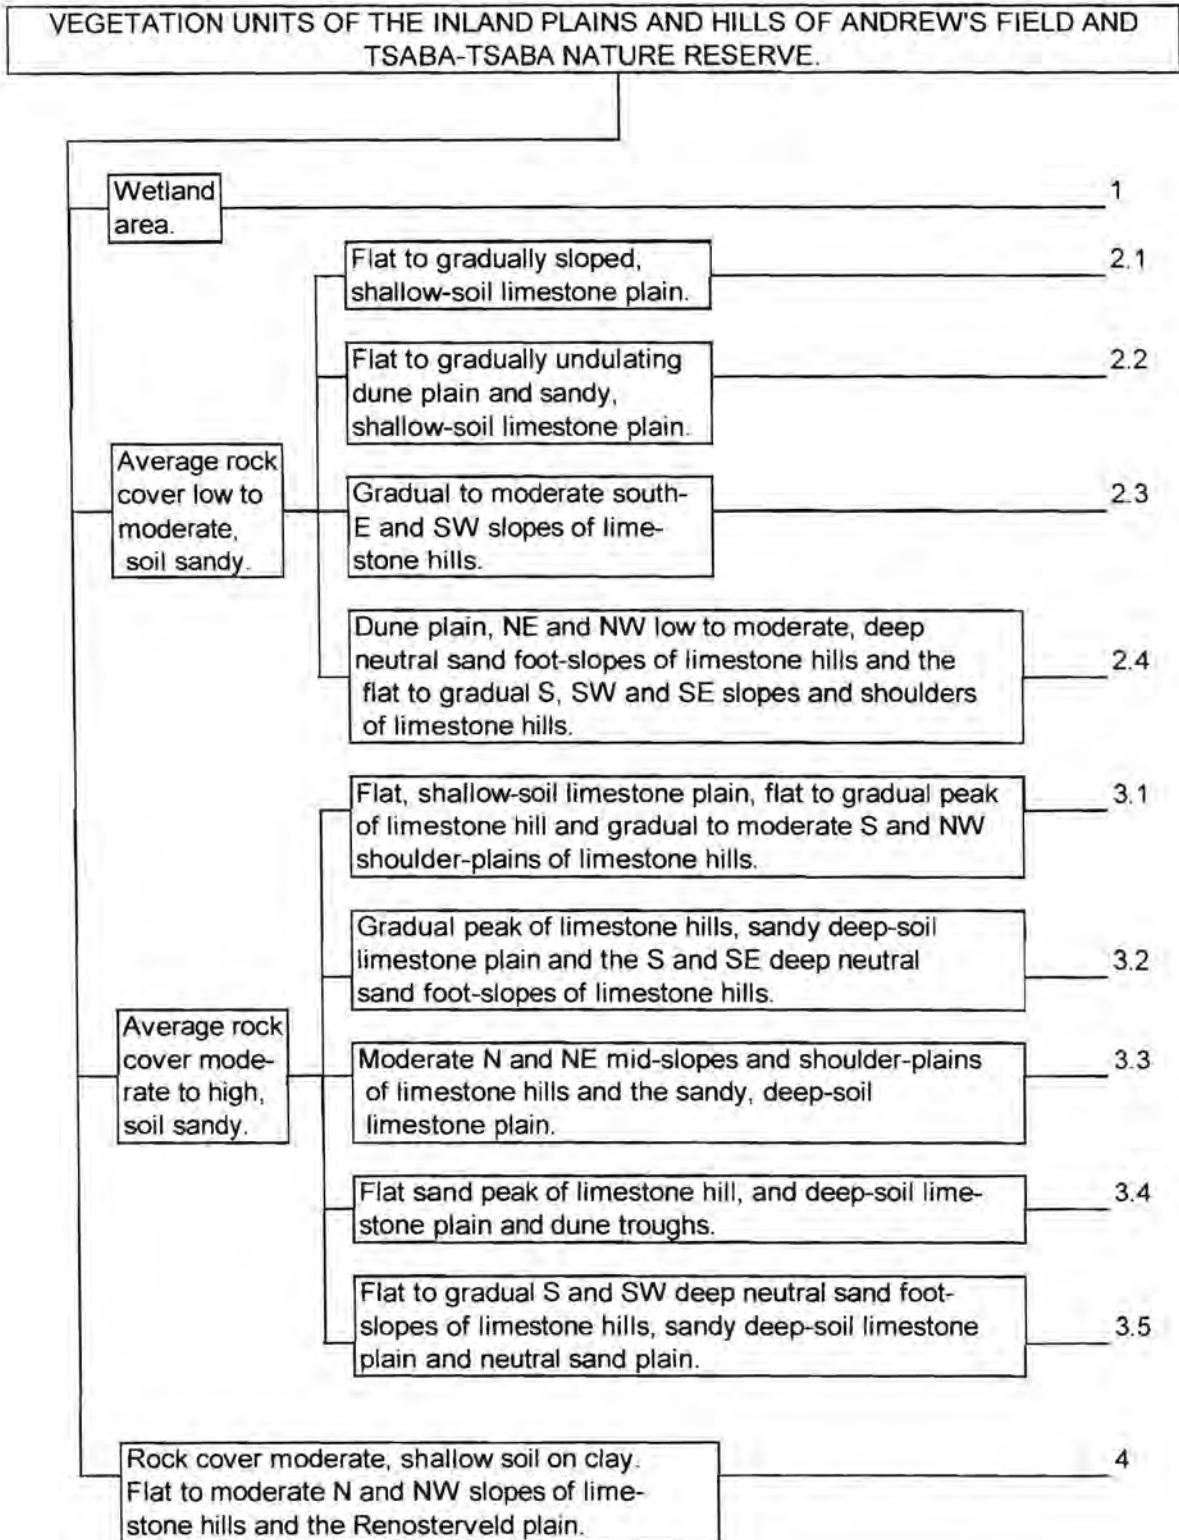 VEGETATION UNITS OF THE INLAND PLAINS AND HILLS OF ANDREW'S FIELD AND
TSABA-TSABA NATURE RESERVE.
Wetland
area.
1
Flat to gradually sloped,
shallow-soil limestone plain.
2.1
Flat to gradually undulating
dune plain and sandy,
shallow-soil limestone plain.
2.2
Average rock
cover low to
moderate,
soil sandy.
Gradual to moderate south-
E and SW slopes of lime-
stone hills.
2.3
Dune plain, NE and NW low to moderate, deep
neutral sand foot-slopes of limestone hills and the
flat to gradual S, SW and SE slopes and shoulders
of limestone hills.
2.4
Flat, shallow-soil limestone plain, flat to gradual peak
of limestone hill and gradual to moderate S and NW
shoulder-plains of limestone hills.
3.1
Gradual peak of limestone hills, sandy deep-soil
limestone plain and the S and SE deep neutral
sand foot-slopes of limestone hills.
3.2
Average rock
cover mode-
rate to high,
soil sandy.
Moderate N and NE mid-slopes and shoulder-plains
of limestone hills and the sandy, deep-soil
limestone plain.
3.3
Flat sand peak of limestone hill, and deep-soil lime-
stone plain and dune troughs.
3.4
Flat to gradual S and SW deep neutral sand foot-
slopes of limestone hills, sandy deep-soil limestone
plain and neutral sand plain.
3.5
Rock cover moderate, shallow soil on clay.
Flat to moderate N and NW slopes of lime-
stone hills and the Renosterveld plain.
4